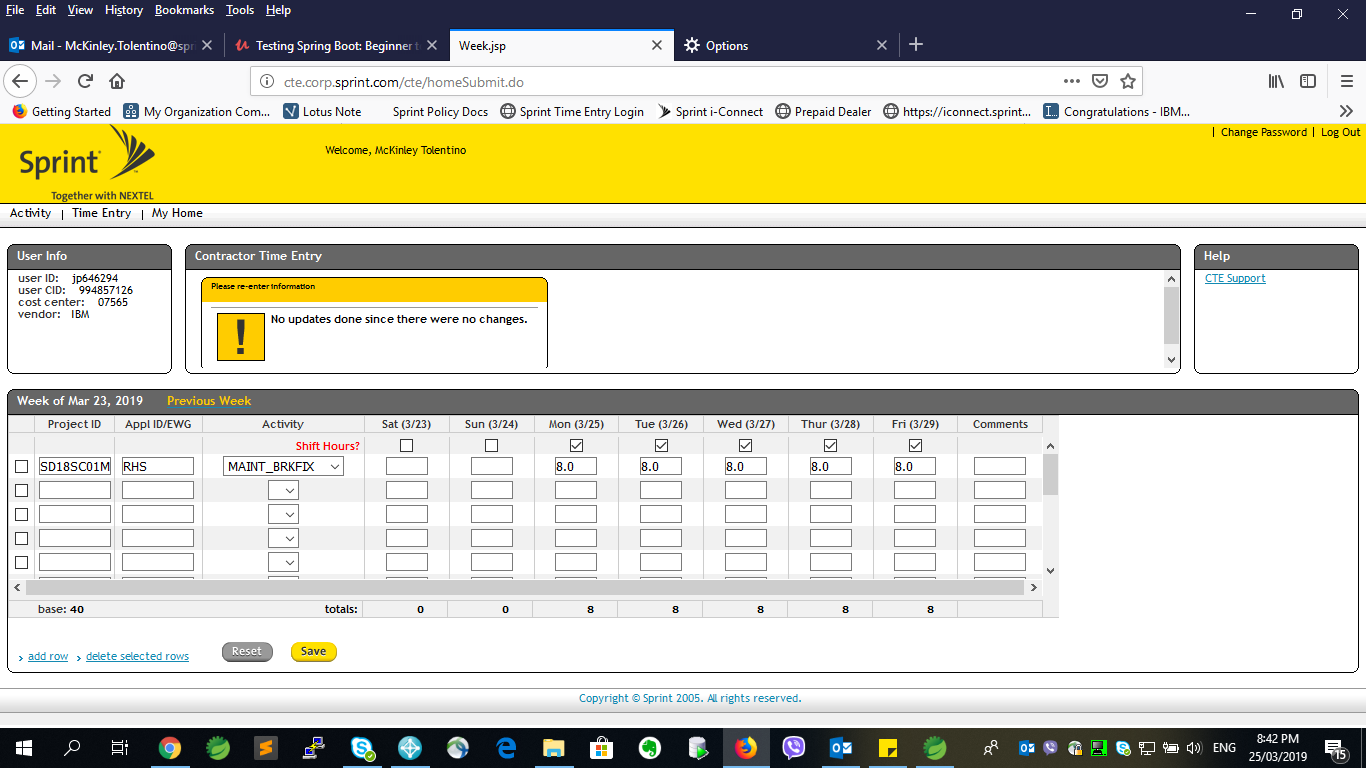 File Edit View History Bookmarks Tools Help
Mail - McKinley.Tolentino@spr
Testing Spring Boot: Beginner t
Week.jsp
Options
cte.corp.sprint.com/cte/homeSubmit.do
Getting Started My Organization Com... Lotus Note Sprint Policy Docs Sprint Time Entry Login Sprint i-Connect Prepaid Dealer https://iconnect.sprint... Congratulations - IBM...
| Change Password | Log Out
Sprint
Together with NEXTEL
Welcome, McKinley Tolentino
Activity | Time Entry | My Home
User Info
user ID: jp646294
user CID: 994857126
cost center: 07565
vendor: IBM
Contractor Time Entry
Please re-enter information
! No updates done since there were no changes.
Help
CTE Support
Week of Mar 23, 2019 Previous Week
Project ID Appl ID/EWG Activity Sat (3/23) Sun (3/24) Mon (3/25) Tue (3/26) Wed (3/27) Thur (3/28) Fri (3/29) Comments
Shift Hours?
SD18SC01M RHS MAINT_BRKFIX 8.0 8.0 8.0 8.0 8.0
base: 40 totals: 0 0 8 8 8 8 8
add row delete selected rows Reset Save
Copyright © Sprint 2005. All rights reserved.
ENG
8:42 PM
25/03/2019
15